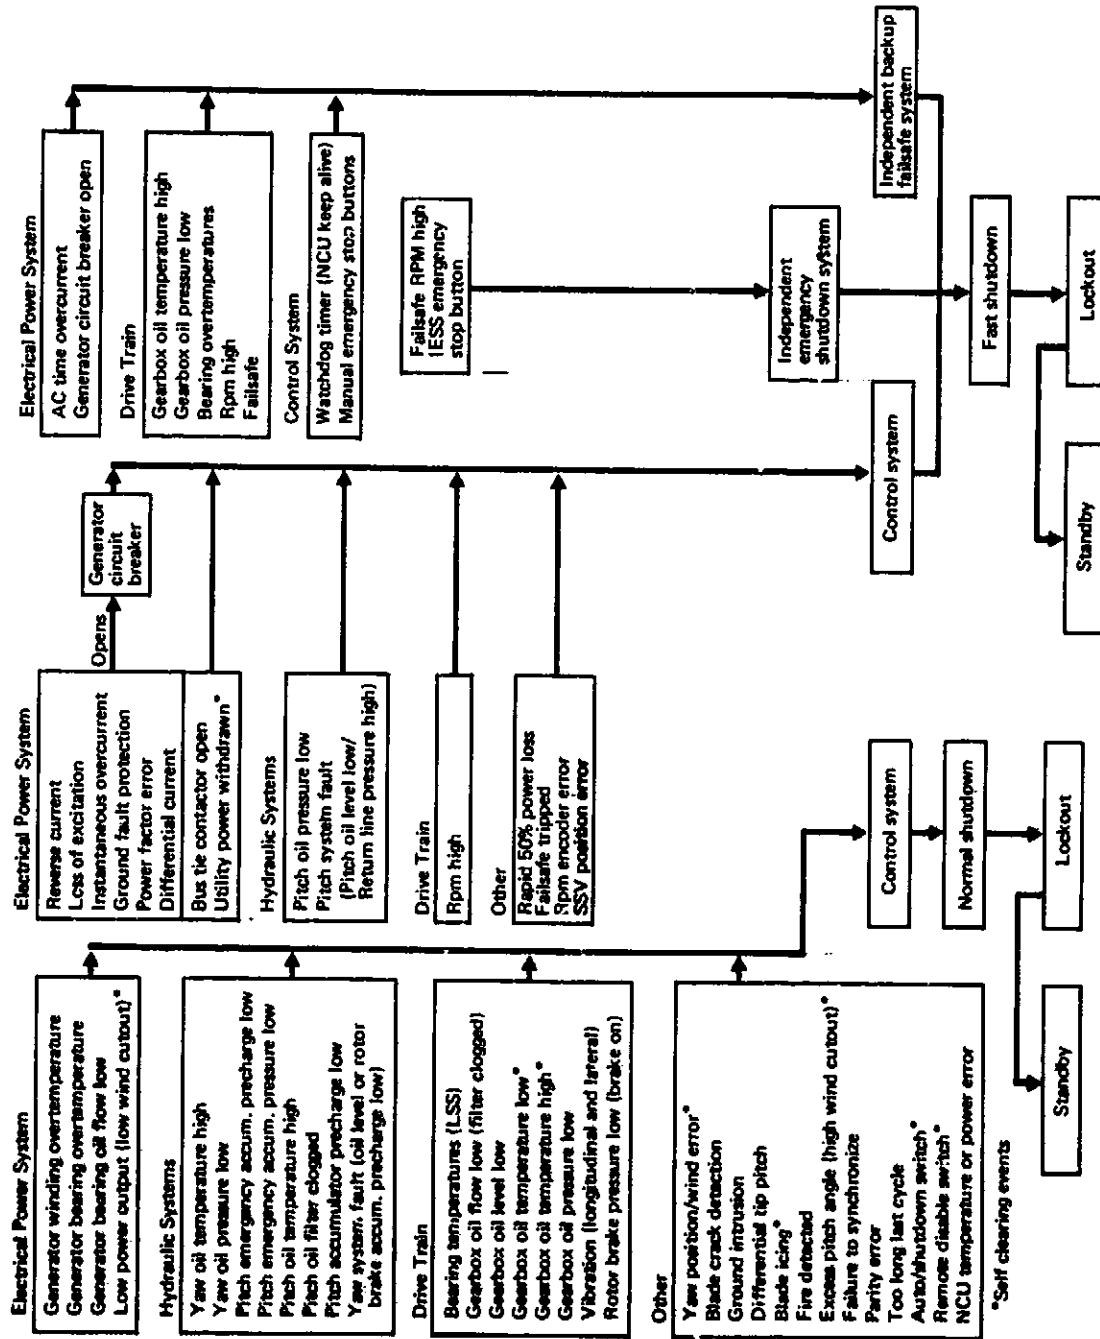 Electrical Power System
Generator winding overtemperature
Generator bearing overtemperature
Generator bering oil flow low
Low power output (low wind cutout)*
Hydraulic Systems
Yaw oil temperature high
Yaw oil pressure low
Pitch emergency accum. precharge low
Pitch emergency accum. pressure low
Pitch oil temperature high
Pitch oil filter clogged
Pitch accumulator precharge low
Yaw system fault (oil level or rotor
brake accum. precharge low)
Drive Train
Bearing temperatures (LSS)
Gearbox oil flow low (filter clogged)
Gearbox oil level low
Gearbox oil temperature low*
Gearbox oil temperature high*
Gearbox oil pressure low
Vibration (longitudinal and lateral)
Rotor brake pressure low (brake on)
Other
Yaw position/wind error*
Blade crack detection
Ground intrusion
Differential tip pitch
Blade icing*
Fire detected
Excess pitch angle (high wind cutout)*
Failure to synchronize
Parity error
Too long last cycle
Auto/shutdown switch*
Remote disable switch*
NCU temperature or power error
*Self clearing events
Control system
Normal shutdown
Lockout
Standby
Electrical Power System
Reverse current
Loss of excitation
Instantaneous overcurrent
Ground fault protection
Power factor error
Differential current
Opens
Generator
circuit
breaker
Bus tie contactor open
Utility power withdrawn*
Hydraulic Systems
Pitch oil pressure low
Pitch system fault
(Pitch oil level low/
Return line pressure high)
Drive Train
Rpm high
Other
Rapid 50% power loss
Failsafe tripped
Rpm encoder error
SSV position error
Control system
Electrical Power System
AC time overcurrent
Generator circuit breaker open
Drive Train
Gearbox oil temperature high
Gearbox oil pressure low
Bearing overtemperatures
Rpm high
Failsafe
Control System
Watchdog timer (NCU keep alive)
Manual emergency stop buttons
Failsafe RPM high
IESS emergency
stop button
Independent
emergency
shutdown system
Independent backup
failsafe system
Fast shutdown
Lockout
Standby